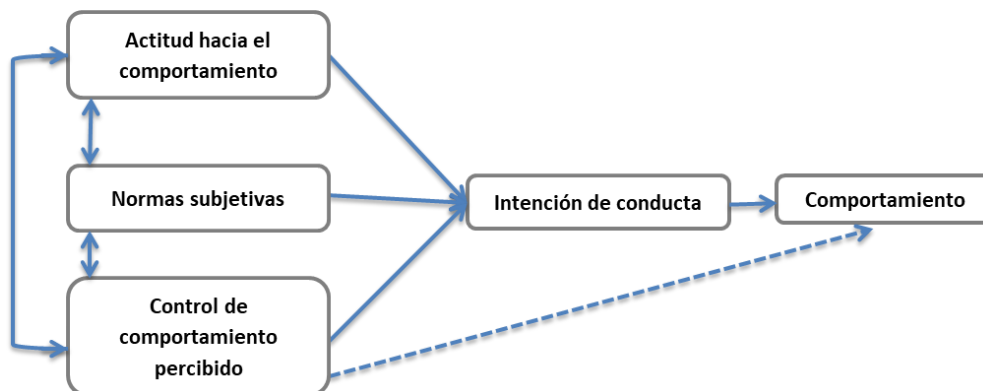 Actitud hacia el
comportamiento
Normas subjetivas
Control de
comportamiento
percibido
Intención de conducta
Comportamiento